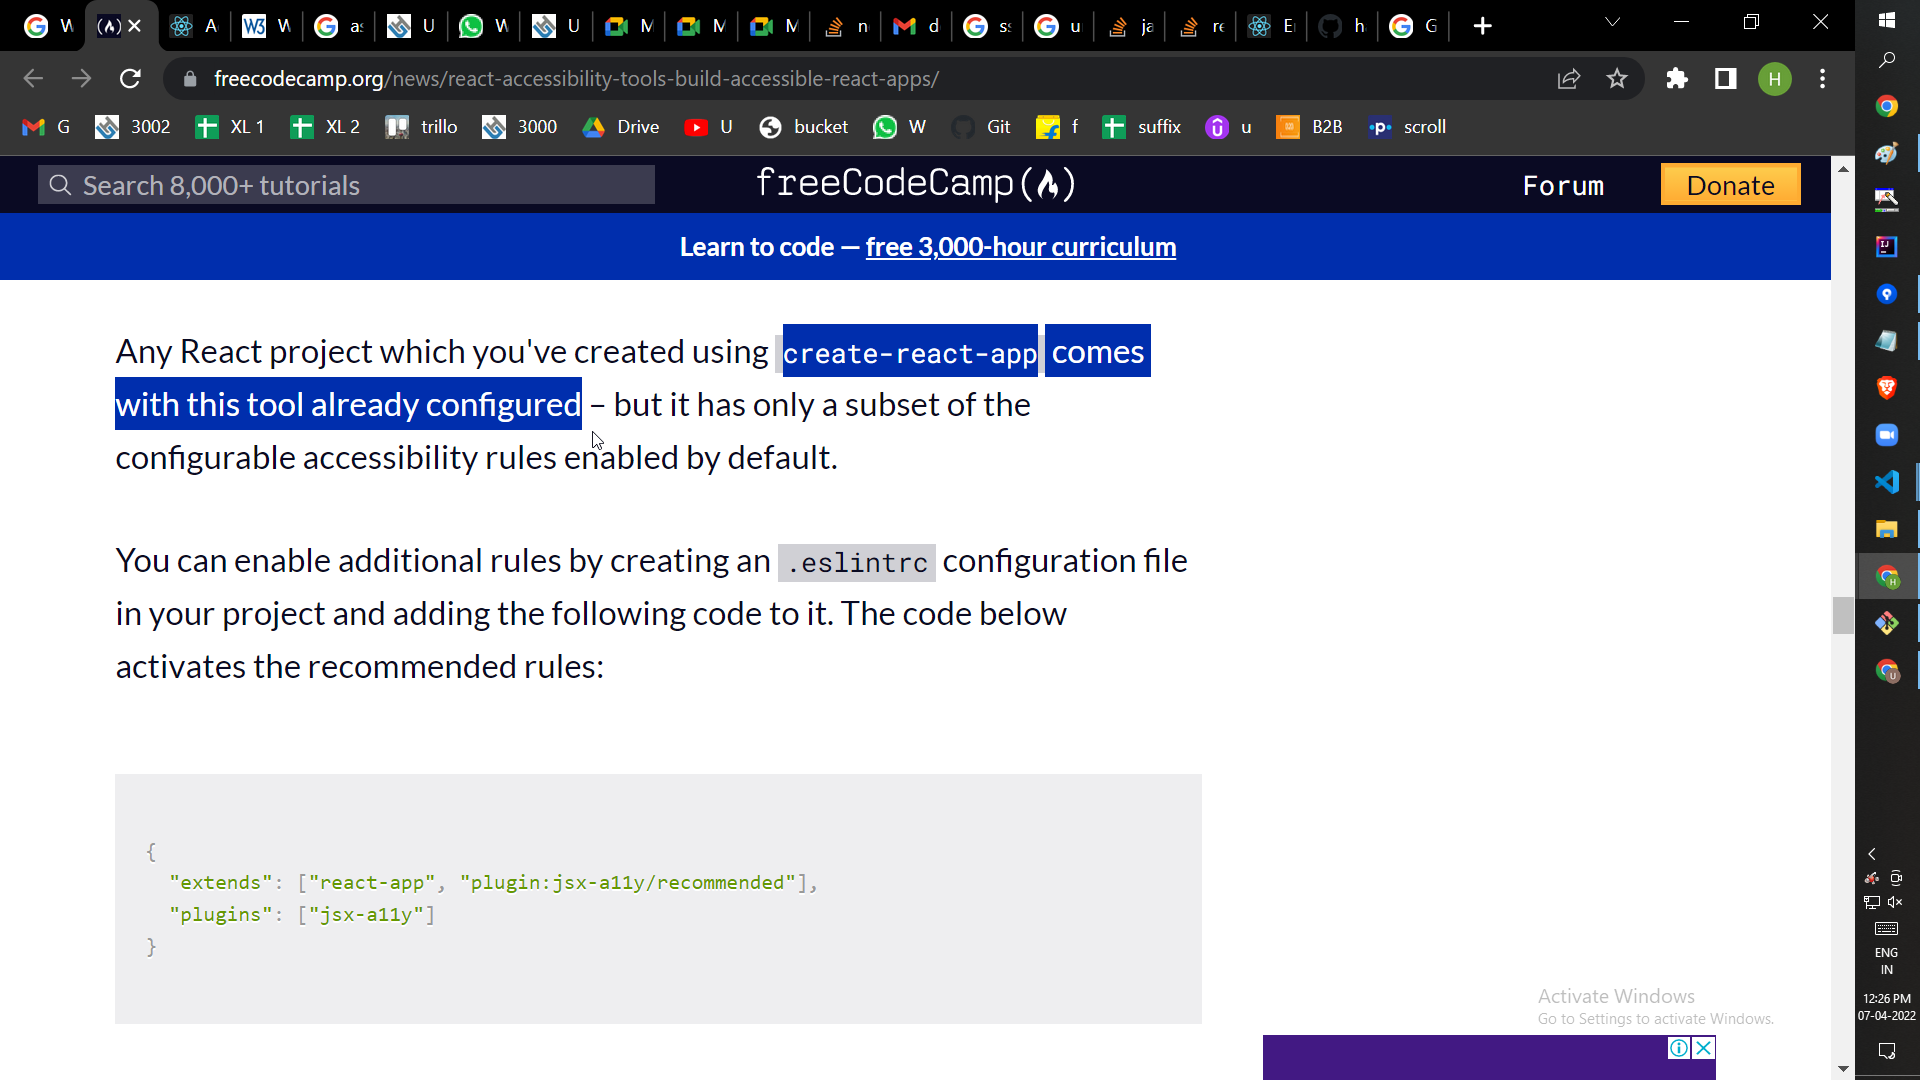 W
A
W
as
U
W
U
M
M
M
n
d
ss
u
ja
re
E
h
G
freecodecamp.org/news/react-accessibility-tools-build-accessible-react-apps/
H
G
3002
XL 1
XL 2
trillo
3000
Drive
U
bucket
W
Git
f
suffix
u
B2B
scroll
Search 8,000+ tutorials
freeCodeCamp
Forum
Donate
Learn to code — free 3,000-hour curriculum
Any React project which you've created using create-react-app comes
with this tool already configured – but it has only a subset of the
configurable accessibility rules enabled by default.
You can enable additional rules by creating an .eslintrc configuration file
in your project and adding the following code to it. The code below
activates the recommended rules:
{
"extends": ["react-app", "plugin:jsx-a11y/recommended"],
"plugins": ["jsx-a11y"]
}
Activate Windows
Go to Settings to activate Windows.
ENG
IN
12:26 PM
07-04-2022